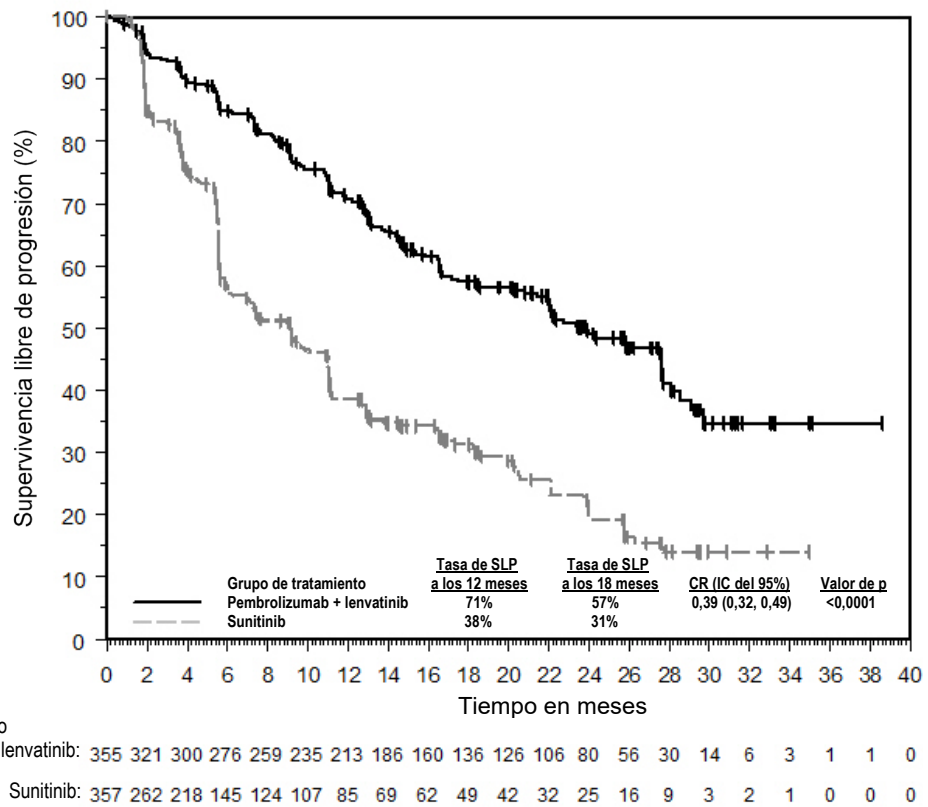 Supervivencia libre de progresión (%)
100
90
80
70
60
50
40
30
20
10
0
Grupo de tratamiento Tasa de SLP a los 12 meses Tasa de SLP a los 18 meses CR (IC del 95%) Valor de p
Pembrolizumab + lenvatinib 71% 57% 0,39 (0,32, 0,49) <0,0001
Sunitinib 38% 31%
0 2 4 6 8 10 12 14 16 18 20 22 24 26 28 30 32 34 36 38 40
Tiempo en meses
o
lenvatinib: 355 321 300 276 259 235 213 186 160 136 126 106 80 56 30 14 6 3 1 1 0
Sunitinib: 357 262 218 145 124 107 85 69 62 49 42 32 25 16 9 3 2 1 0 0 0